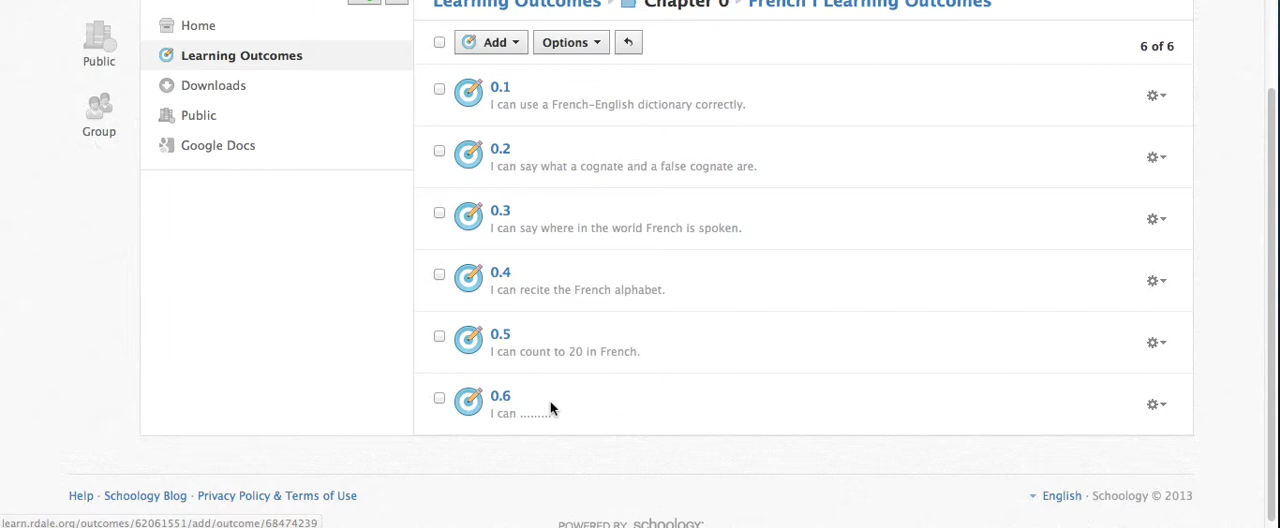 Learning Outcomes Chapter 0 French 1 Learning Outcomes
Home
Public
Learning Outcomes
Downloads
Group
Public
Google Docs
Add Options 6 of 6
0.1
I can use a French-English dictionary correctly.
0.2
I can say what a cognate and a false cognate are.
0.3
I can say where in the world French is spoken.
0.4
I can recite the French alphabet.
0.5
I can count to 20 in French.
0.6
I can .........
Help · Schoology Blog · Privacy Policy & Terms of Use English · Schoology © 2013
learn.rdale.org/outcomes/62061551/add/outcome/68474239
POWERED BY schoology